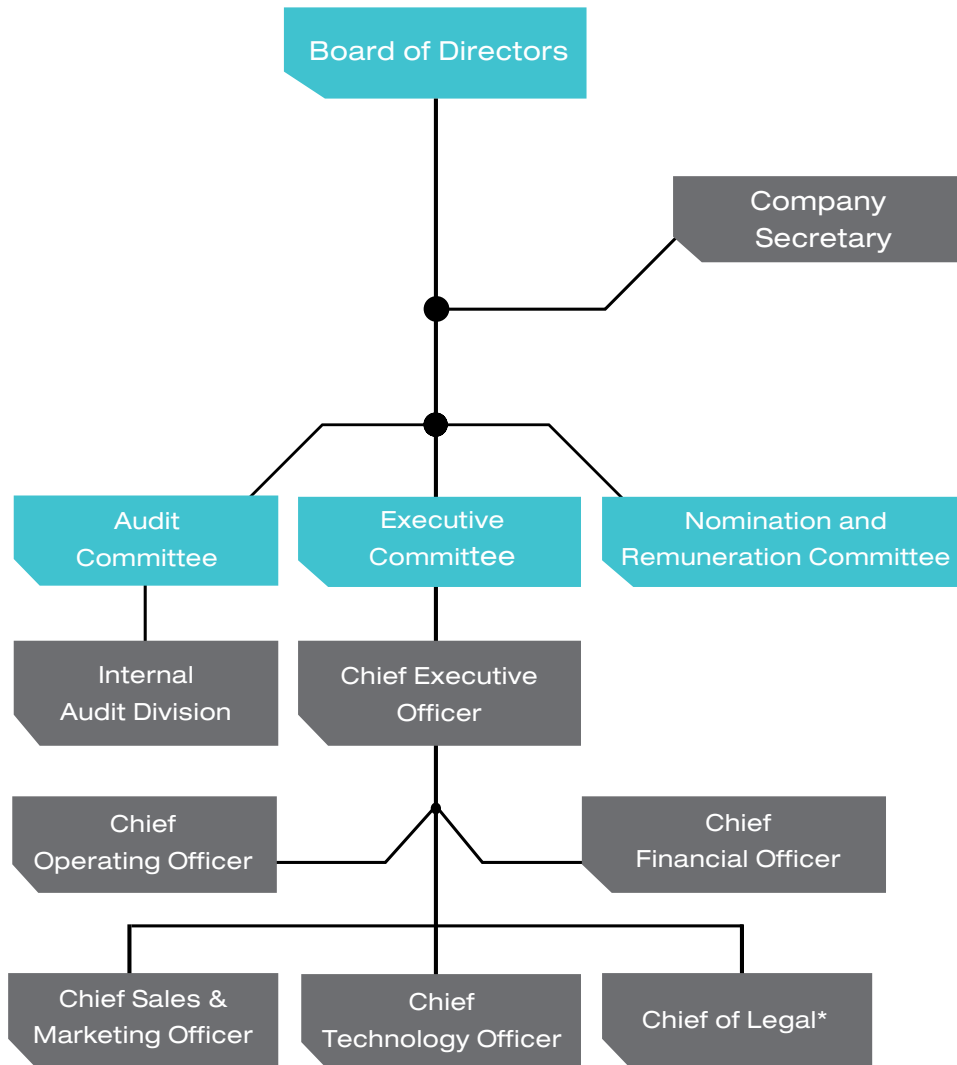 Board of Directors
Company
Secretary
Audit
Committee
Executive
Committee
Nomination and
Remuneration Committee
Internal
Audit Division
Chief Executive
Officer
Chief
Operating Officer
Chief
Financial Officer
Chief Sales &
Marketing Officer
Chief
Technology Officer
Chief of Legal*